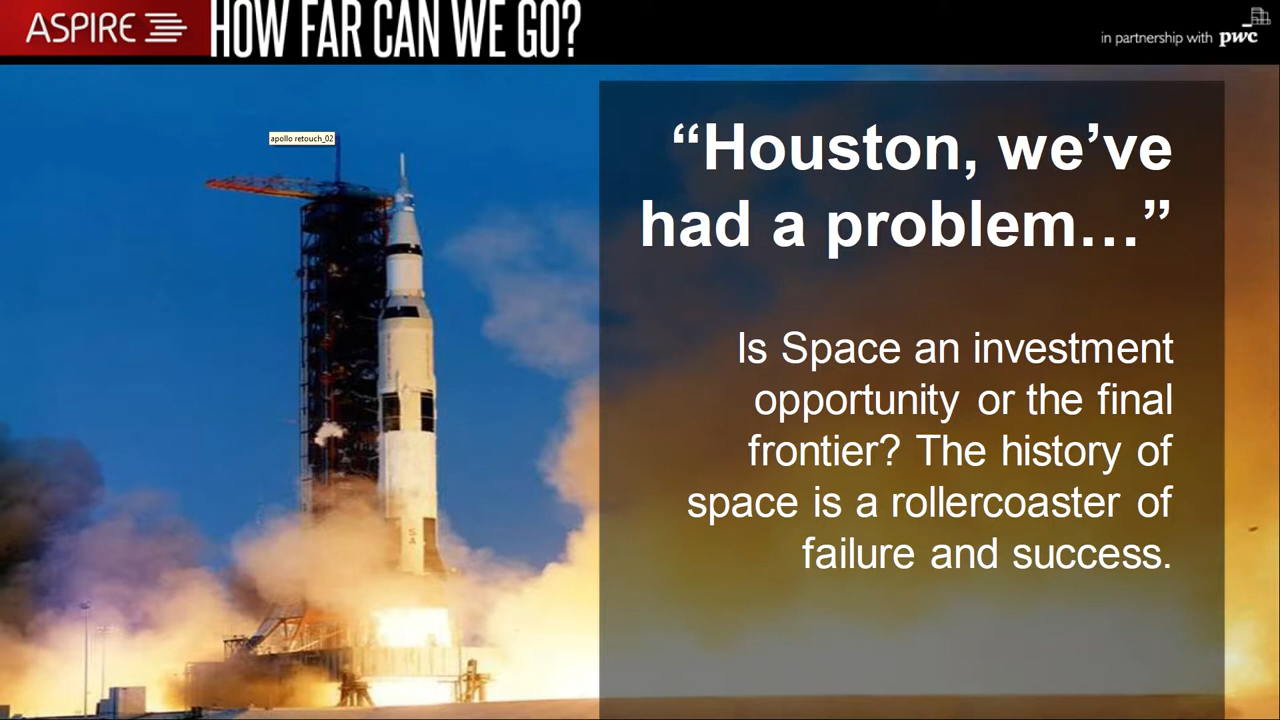 ASPIRE
HOW FAR CAN WE GO?
in partnership with pwc
apollo retouch_02
“Houston, we’ve
had a problem…”
Is Space an investment
opportunity or the final
frontier? The history of
space is a rollercoaster of
failure and success.